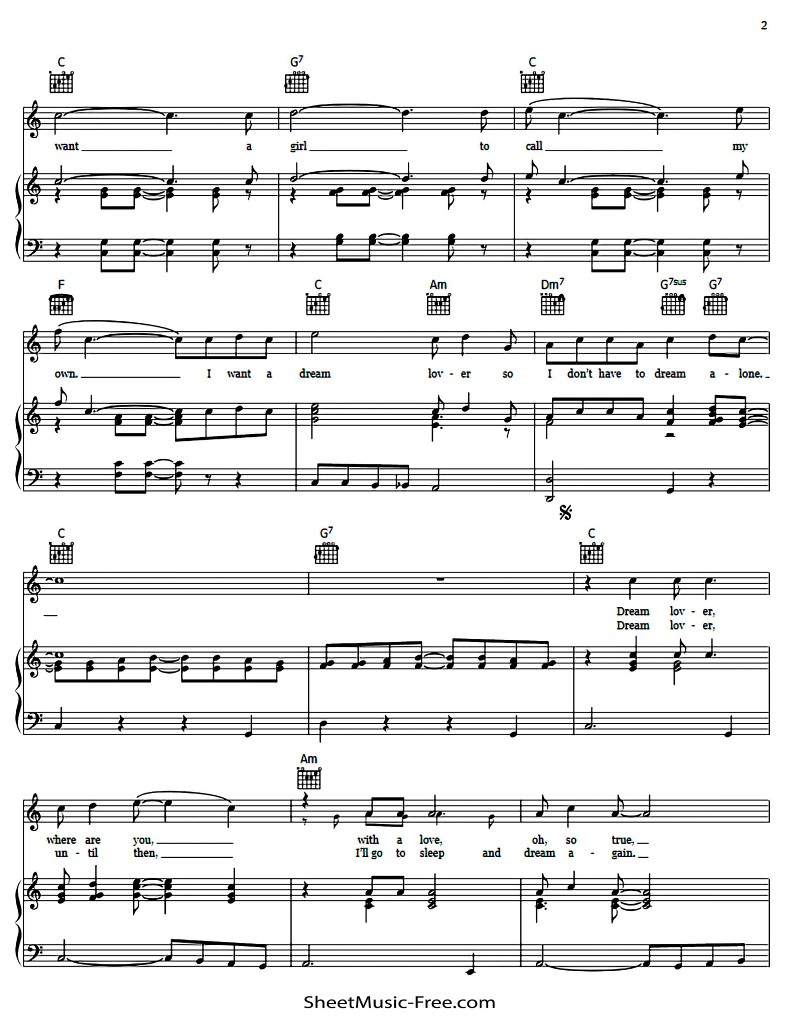 2
C G7 C
want a girl to call my
F C Am Dm7 G7sus G7
own. I want a dream lov - er so I don't have to dream a - lone.
C G7 C
Dream lov - er,
Dream lov - er,
Am
where are you, with a love, oh, so true,
un - til then, I'll go to sleep and dream a - gain.
SheetMusic-Free.com